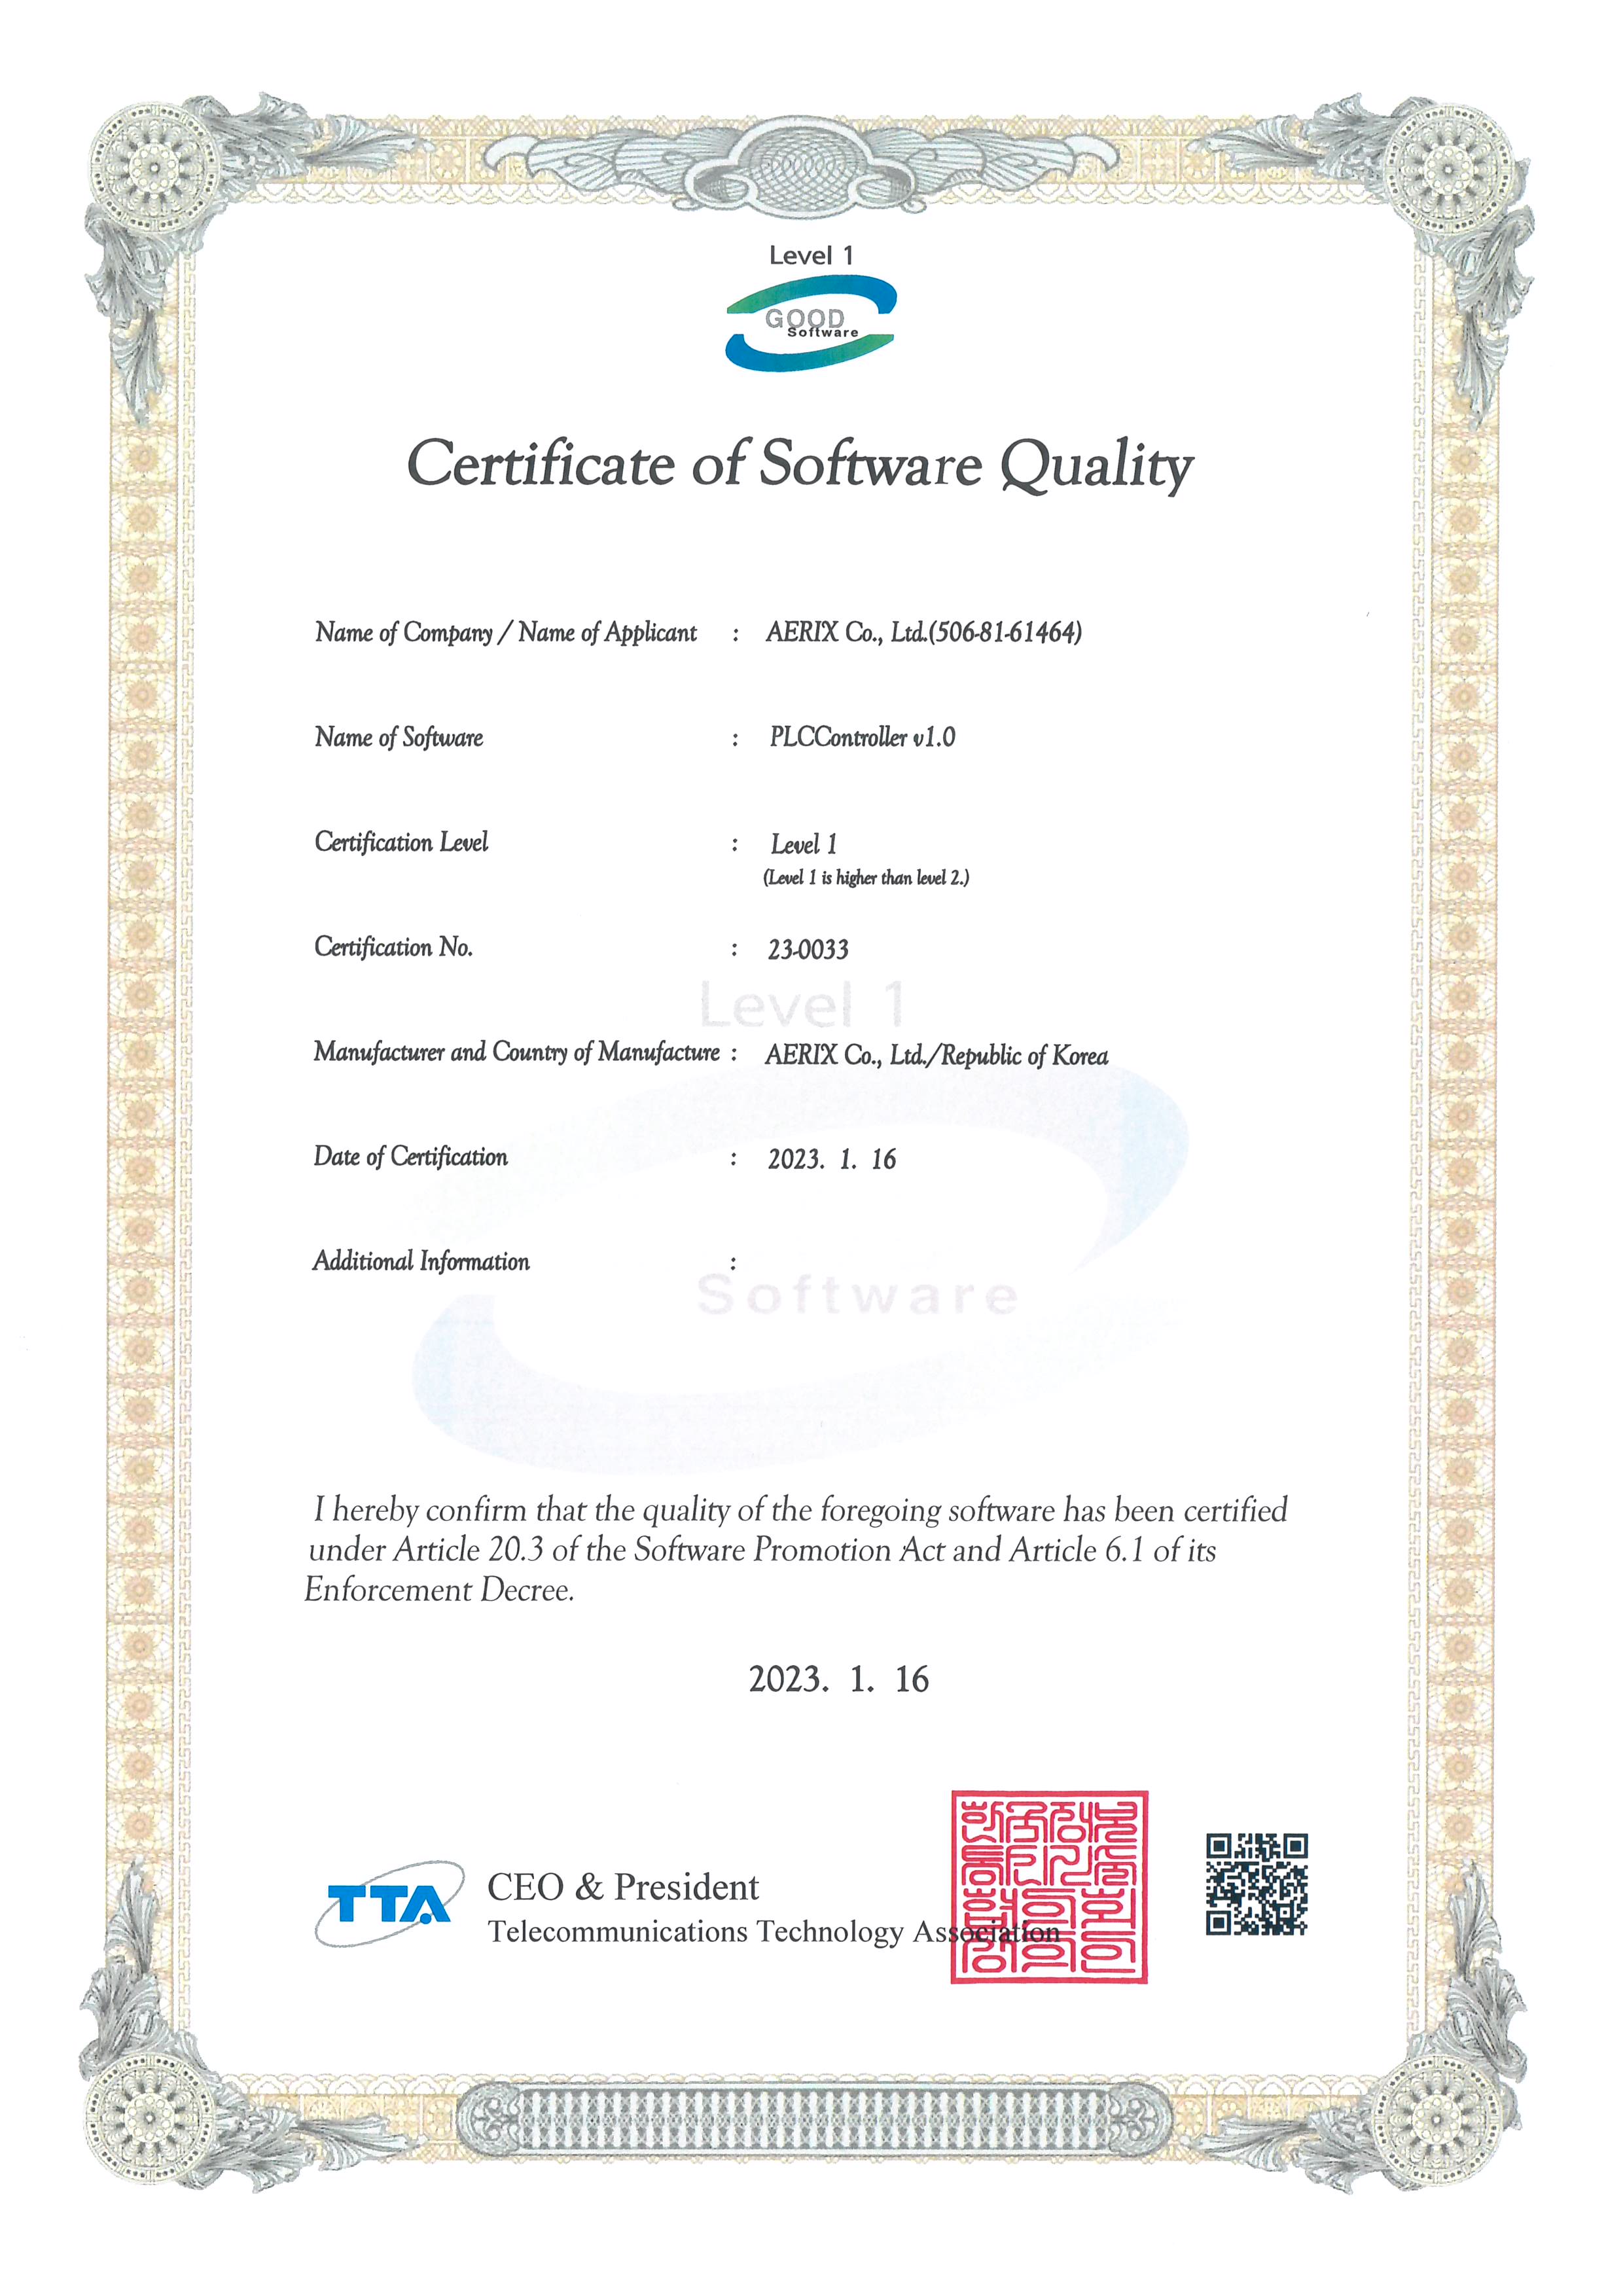 Level 1
GOOD
Software
Certificate of Software Quality
Name of Company / Name of Applicant : AERIX Co., Ltd.(506-81-61464)
Name of Software : PLCController v1.0
Certification Level : Level 1
(Level 1 is higher than level 2.)
Certification No. : 23-0033
Level 1
Manufacturer and Country of Manufacture : AERIX Co., Ltd./Republic of Korea
Date of Certification : 2023. 1. 16
Additional Information :
Software
I hereby confirm that the quality of the foregoing software has been certified
under Article 20.3 of the Software Promotion Act and Article 6.1 of its
Enforcement Decree.
2023. 1. 16
TTA
CEO & President
Telecommunications Technology Association